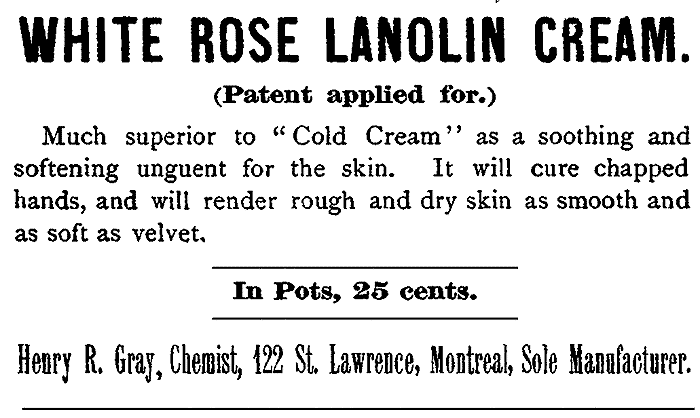 WHITE ROSE LANOLIN CREAM.
(Patent applied for.)
Much superior to "Cold Cream" as a soothing and
softening unguent for the skin. It will cure chapped
hands, and will render rough and dry skin as smooth and
as soft as velvet.
In Pots, 25 cents.
Henry R. Gray, Chemist, 122 St. Lawrence, Montreal, Sole Manufacturer.